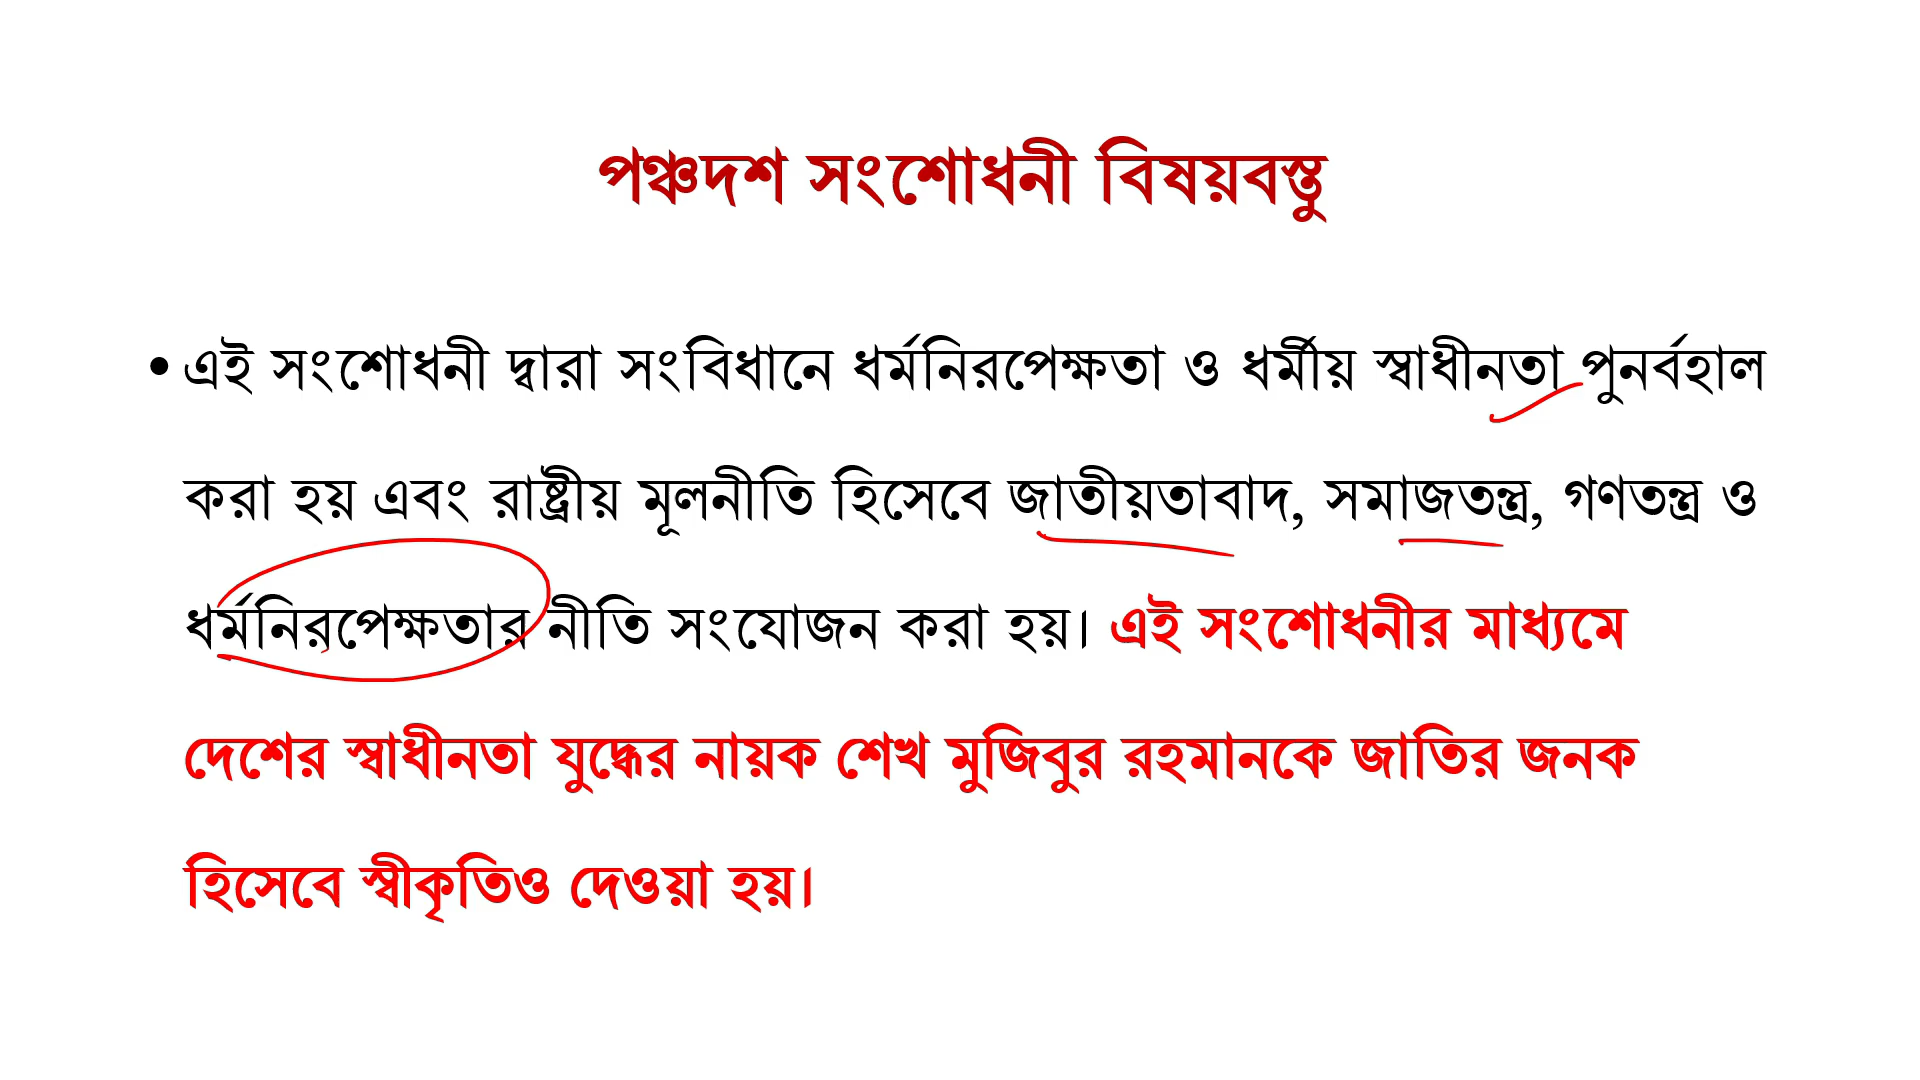 পঞ্চদশ সংশোধনী বিষয়বস্তু
• এই সংশোধনী দ্বারা সংবিধানে ধর্মনিরপেক্ষতা ও ধর্মীয় স্বাধীনতা পুনর্বহাল
করা হয় এবং রাষ্ট্রীয় মূলনীতি হিসেবে জাতীয়তাবাদ, সমাজতন্ত্র, গণতন্ত্র ও
ধর্মনিরপেক্ষতার নীতি সংযোজন করা হয়। এই সংশোধনীর মাধ্যমে
দেশের স্বাধীনতা যুদ্ধের নায়ক শেখ মুজিবুর রহমানকে জাতির জনক
হিসেবে স্বীকৃতিও দেওয়া হয়।